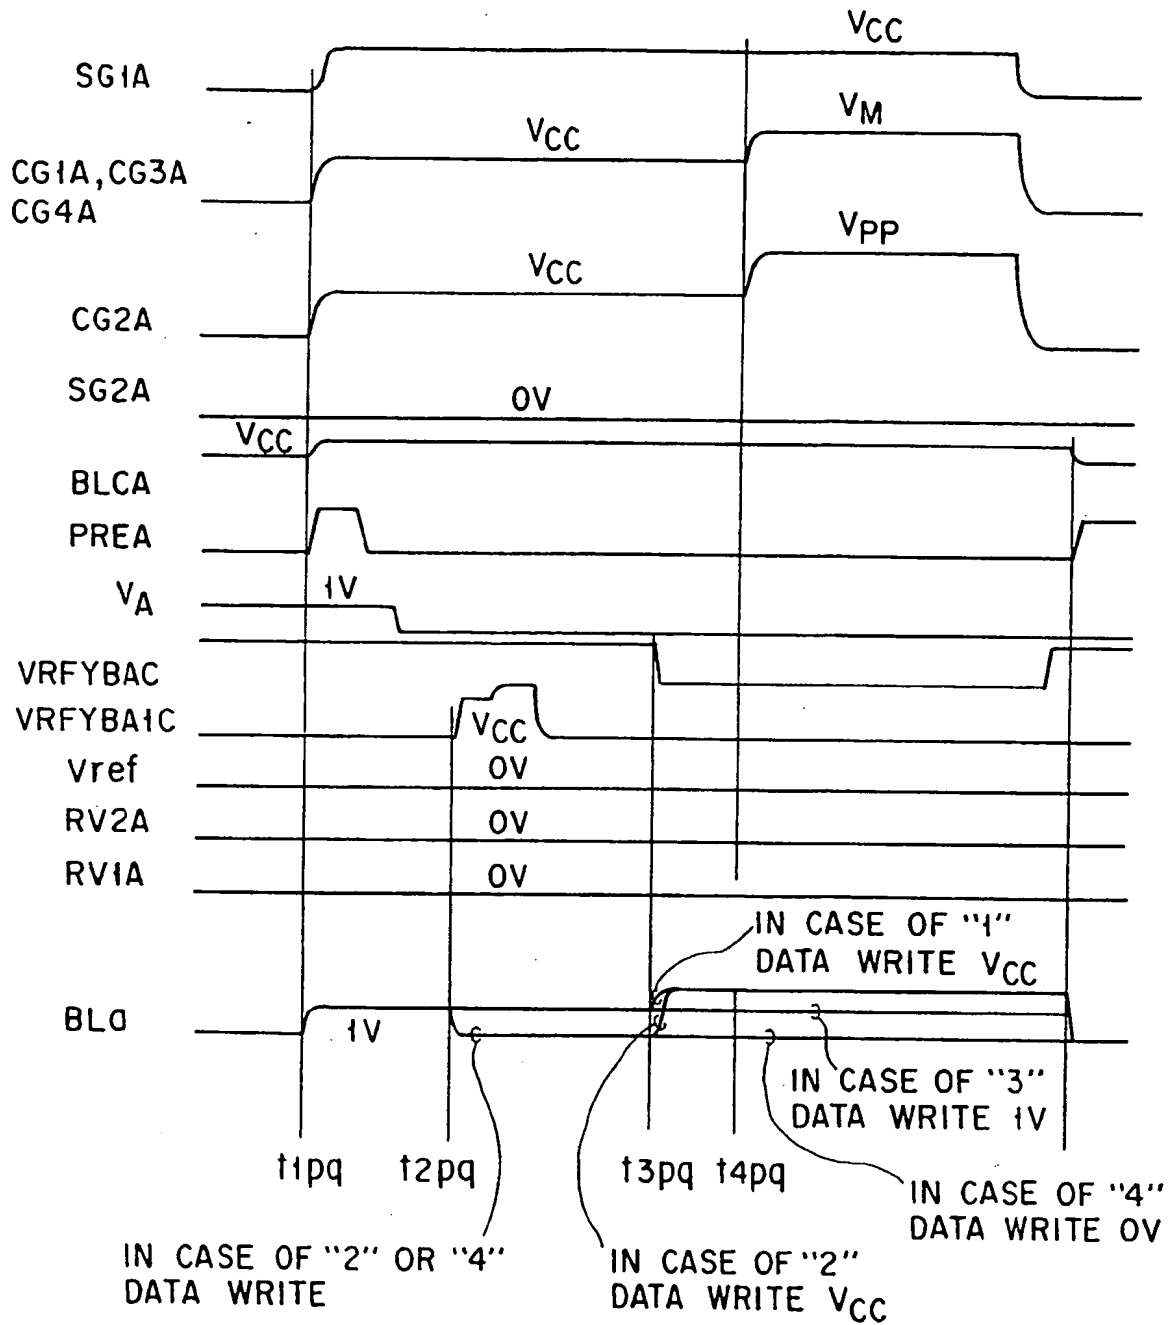 VCC
SG1A
VM
VCC
CG1A, CG3A
CG4A
VPP
VCC
CG2A
SG2A
0V
VCC
BLCA
PREA
VA
1V
VRFYBAC
VRFYBA1C
VCC
Vref
0V
RV2A
0V
RV1A
0V
IN CASE OF "1"
DATA WRITE VCC
BLa
1V
IN CASE OF "3"
DATA WRITE 1V
t1pq
t2pq
t3pq
t4pq
IN CASE OF "4"
DATA WRITE 0V
IN CASE OF "2" OR "4"
DATA WRITE
IN CASE OF "2"
DATA WRITE VCC